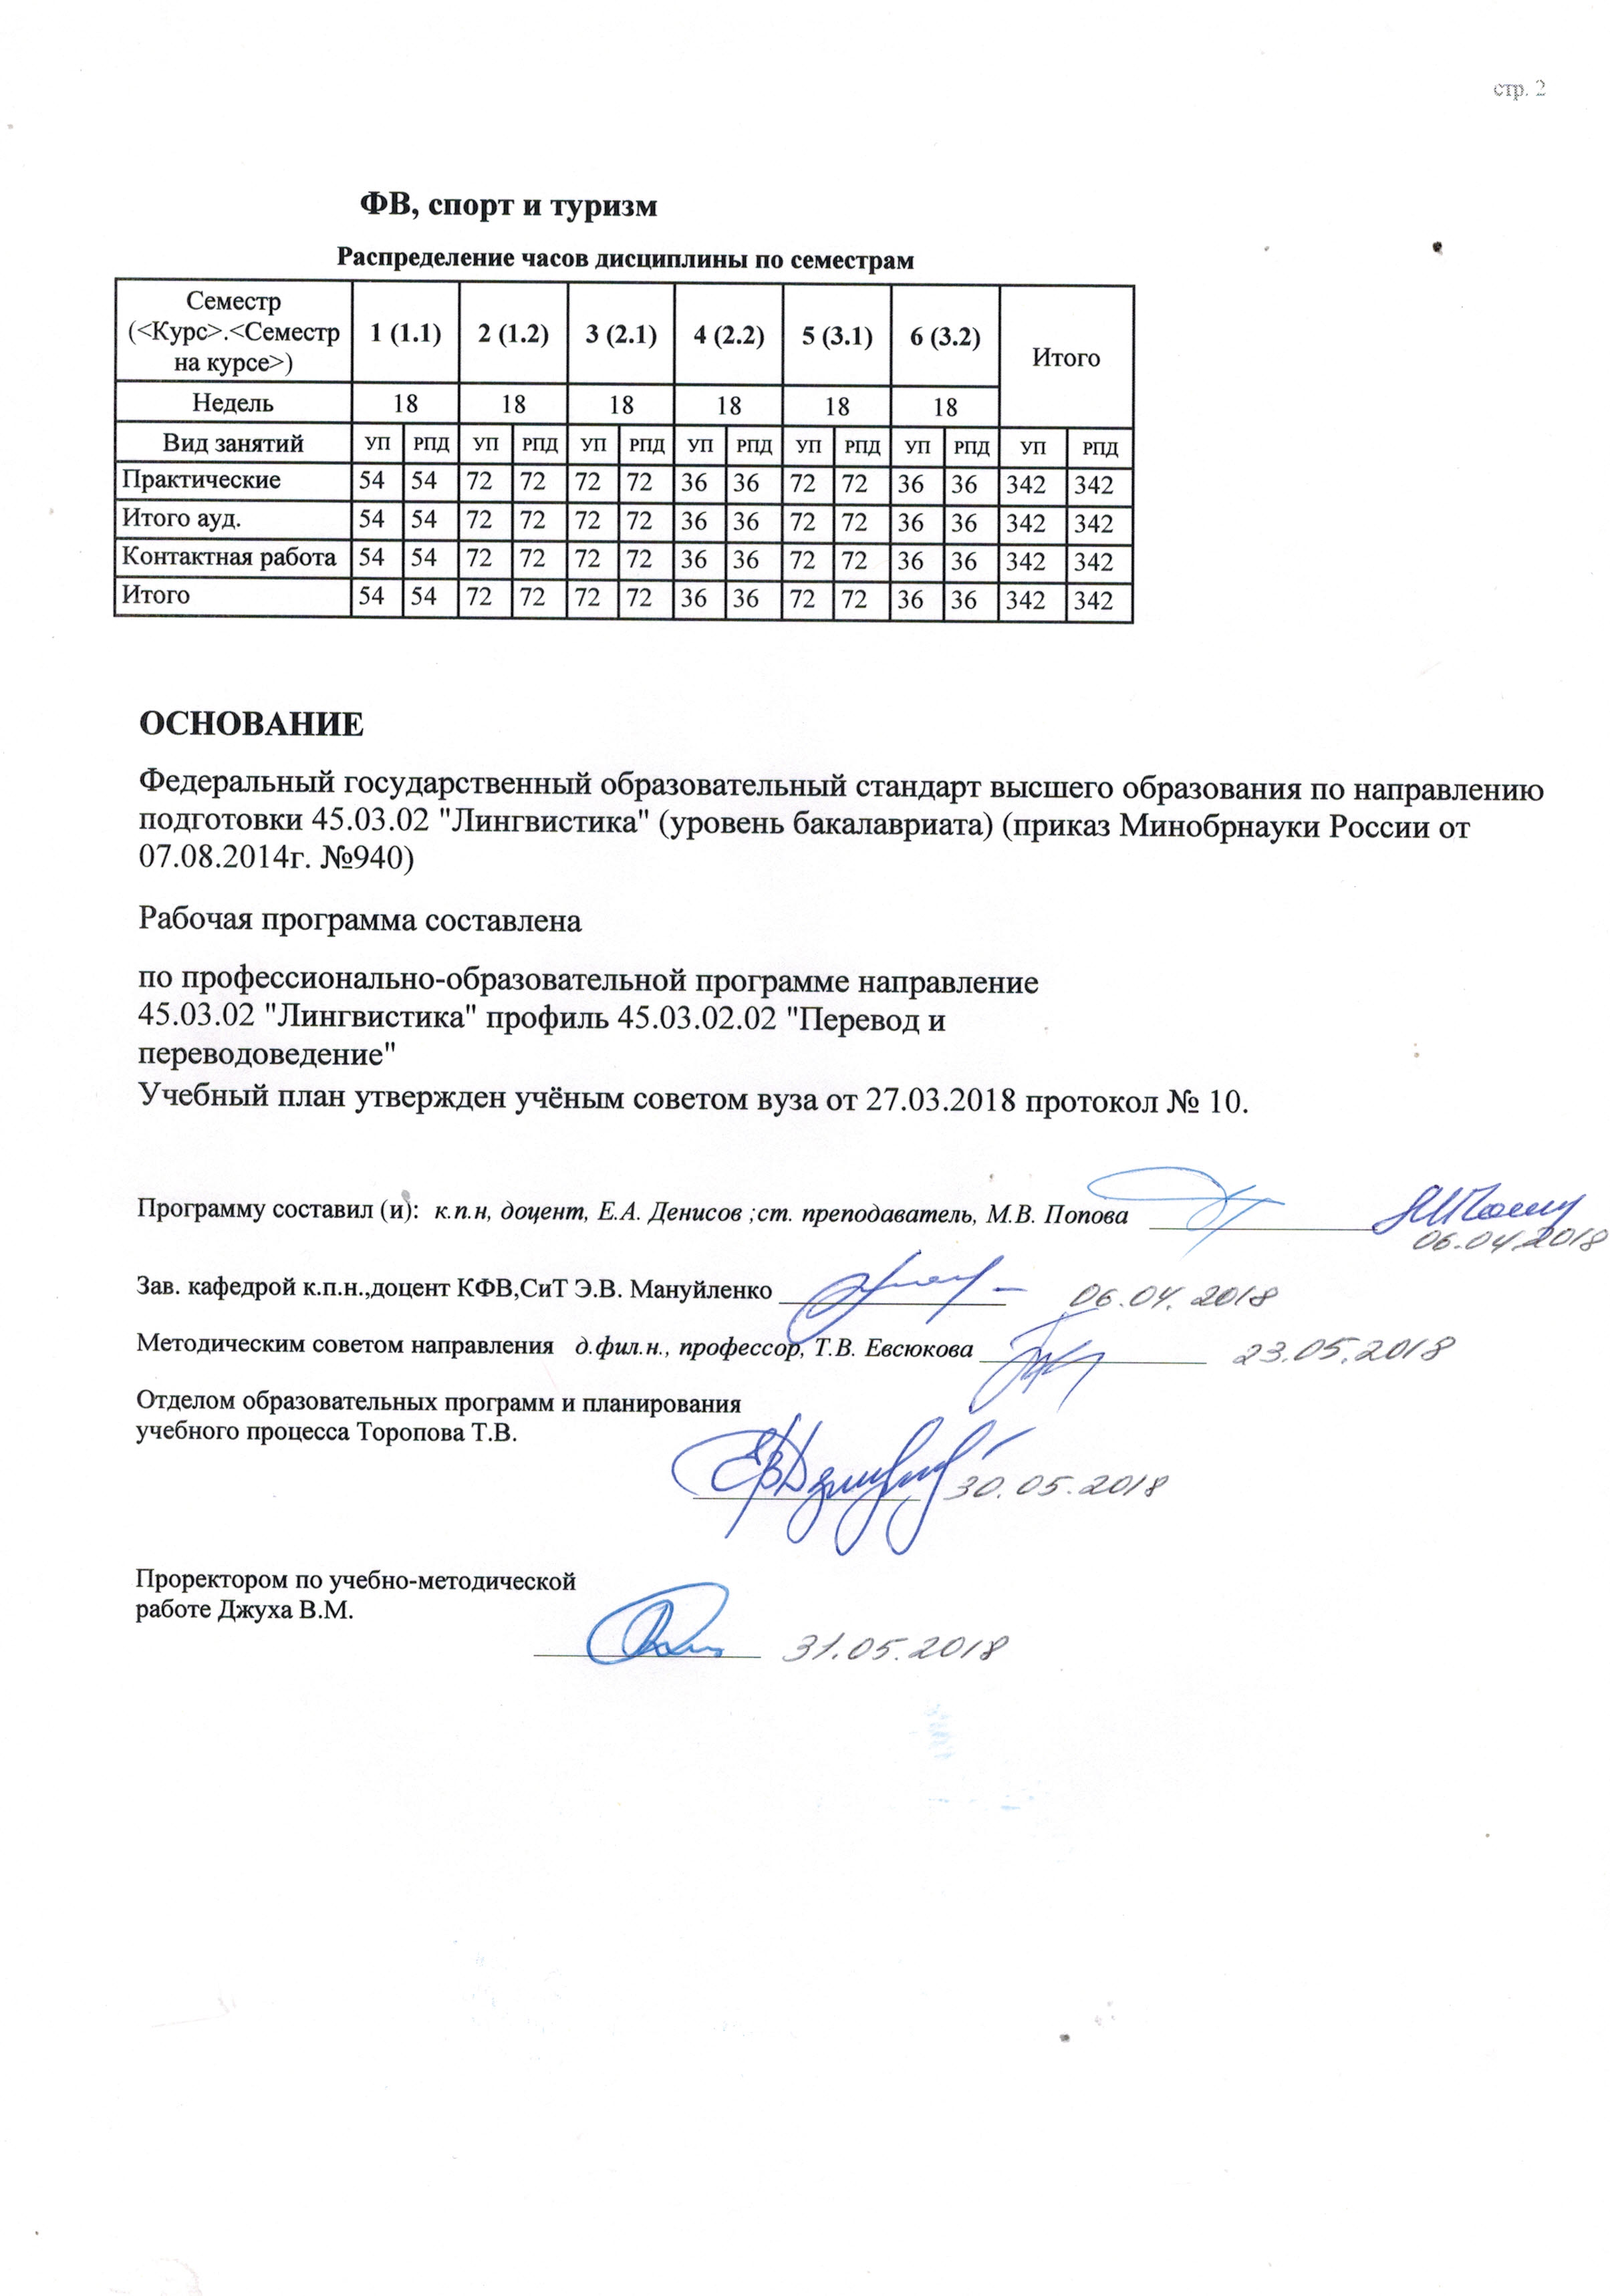 стр. 2
ФВ, спорт и туризм
Распределение часов дисциплины по семестрам
Семестр (<Курс>.<Семестр на курсе>) 1 (1.1) 2 (1.2) 3 (2.1) 4 (2.2) 5 (3.1) 6 (3.2) Итого
Недель 18 18 18 18 18 18
Вид занятий УП РПД УП РПД УП РПД УП РПД УП РПД УП РПД УП РПД
Практические 54 54 72 72 72 72 36 36 72 72 36 36 342 342
Итого ауд. 54 54 72 72 72 72 36 36 72 72 36 36 342 342
Контактная работа 54 54 72 72 72 72 36 36 72 72 36 36 342 342
Итого 54 54 72 72 72 72 36 36 72 72 36 36 342 342
ОСНОВАНИЕ
Федеральный государственный образовательный стандарт высшего образования по направлению
подготовки 45.03.02 "Лингвистика" (уровень бакалавриата) (приказ Минобрнауки России от
07.08.2014г. №940)
Рабочая программа составлена
по профессионально-образовательной программе направление
45.03.02 "Лингвистика" профиль 45.03.02.02 "Перевод и
переводоведение"
Учебный план утвержден учёным советом вуза от 27.03.2018 протокол № 10.
Программу составил (и): к.п.н, доцент, Е.А. Денисов ;ст. преподаватель, М.В. Попова
06.04.2018
Зав. кафедрой к.п.н.,доцент КФВ,СиТ Э.В. Мануйленко 06.04.2018
Методическим советом направления д.фил.н., профессор, Т.В. Евсюкова 23.05.2018
Отделом образовательных программ и планирования
учебного процесса Торопова Т.В.
30.05.2018
Проректором по учебно-методической
работе Джуха В.М.
31.05.2018